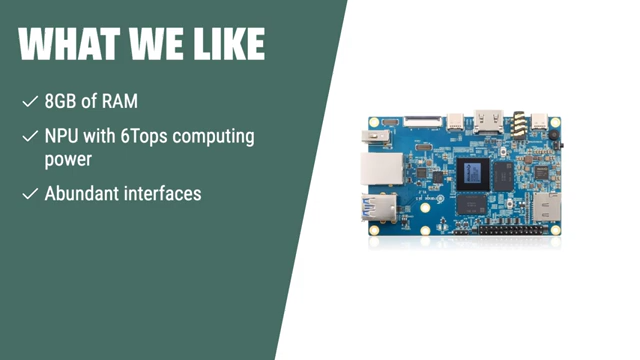 WHAT WE LIKE
8GB of RAM
NPU with 6Tops computing
power
Abundant interfaces